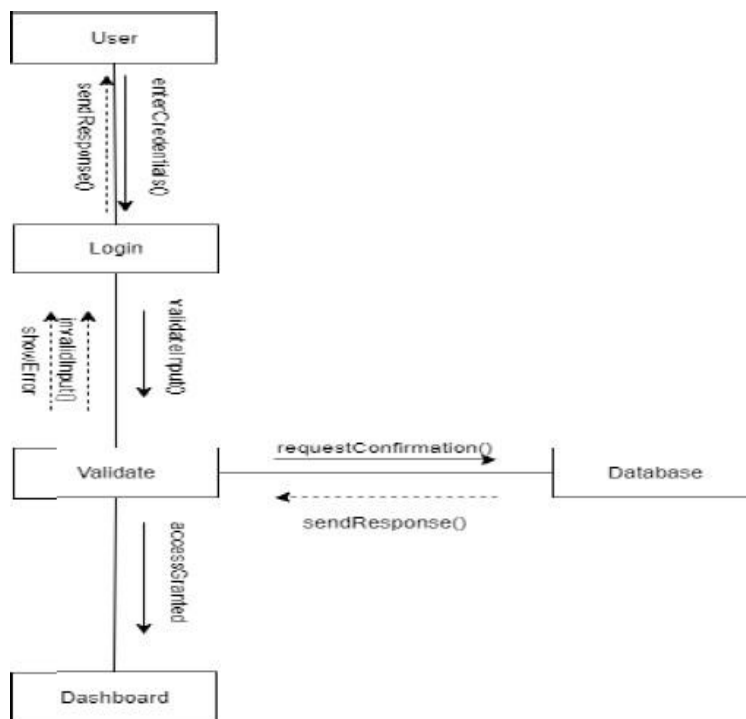 User
sendResponse()
enterCredentials()
Login
showError
invalidInput()
validateInput()
requestConfirmation()
Validate
Database
sendResponse()
accessGranted
Dashboard